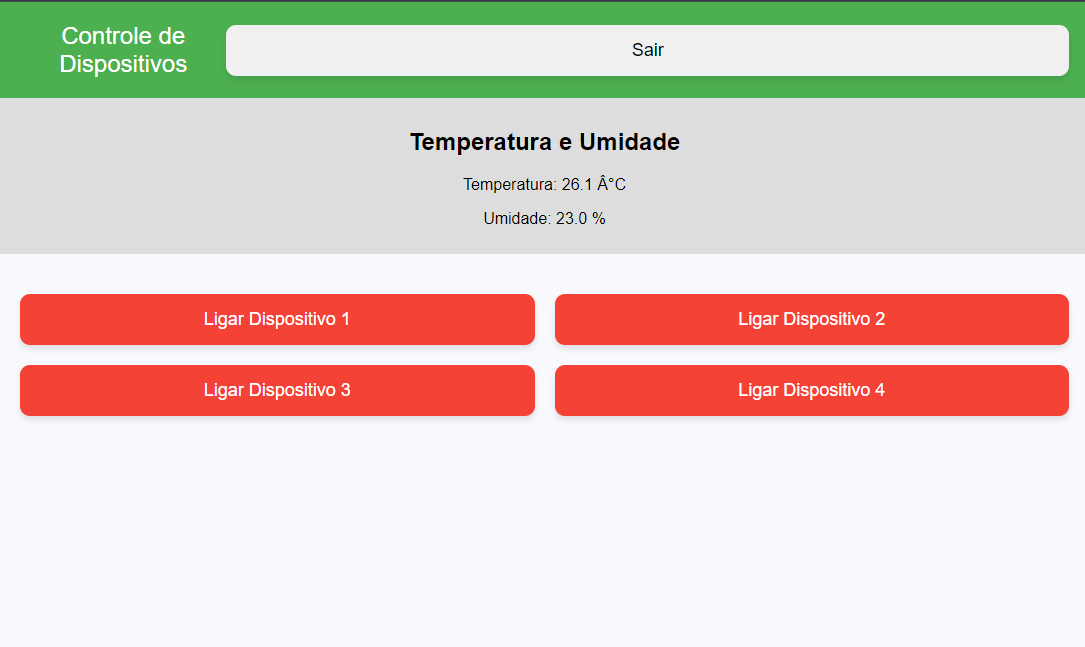 Controle de
Dispositivos
Sair
Temperatura e Umidade
Temperatura: 26.1 Â°C
Umidade: 23.0 %
Ligar Dispositivo 1
Ligar Dispositivo 2
Ligar Dispositivo 3
Ligar Dispositivo 4